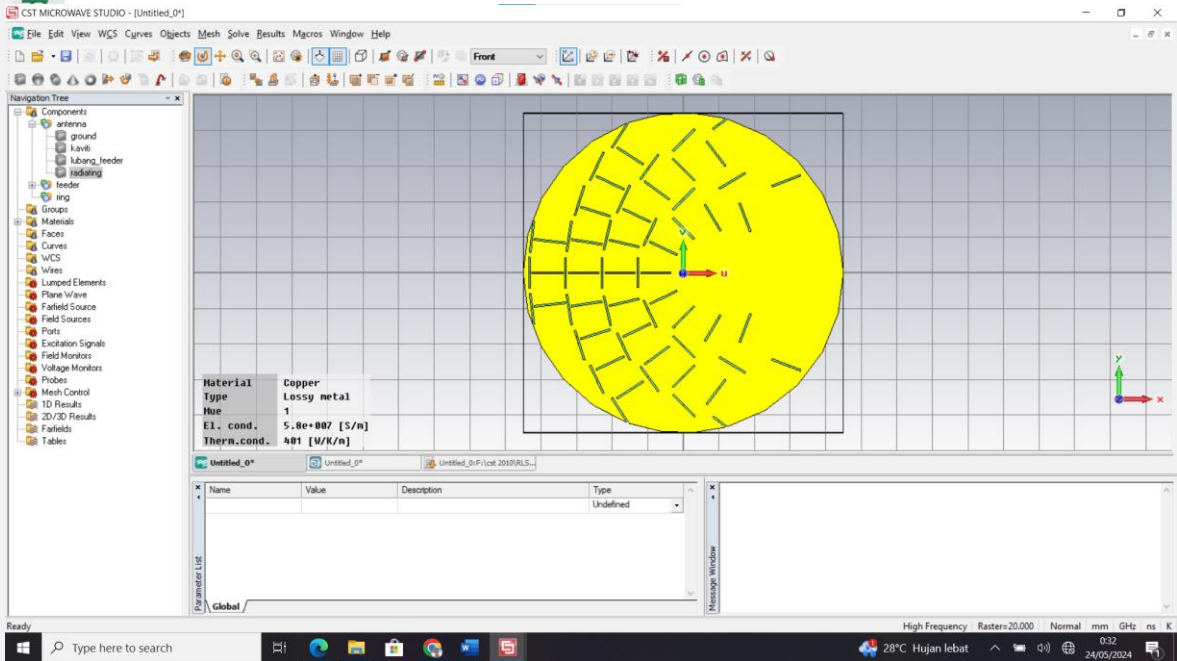 CST MICROWAVE STUDIO - [Untitled_0*]
File Edit View WCS Curves Objects Mesh Solve Results Macros Window Help
Front
Navigation Tree
Components
antenna
ground
kaviti
lubang_feeder
radiating
feeder
ring
Groups
Materials
Faces
Curves
WCS
Wires
Lumped Elements
Plane Wave
Farfield Source
Field Sources
Ports
Excitation Signals
Field Monitors
Voltage Monitors
Probes
Mesh Control
1D Results
2D/3D Results
Farfields
Tables
v
u
y
x
Material Copper
Type Lossy metal
Mue 1
El. cond. 5.8e+007 [S/m]
Therm.cond. 401 [W/K/m]
Untitled_0* Untitled_0* Untitled_0:F:\cst 2010\RLS...
Name Value Description Type
Undefined
Parameter List
Global
Message Window
Ready High Frequency Raster=20.000 Normal mm GHz ns K
Type here to search 28°C Hujan lebat 0:32
24/05/2024